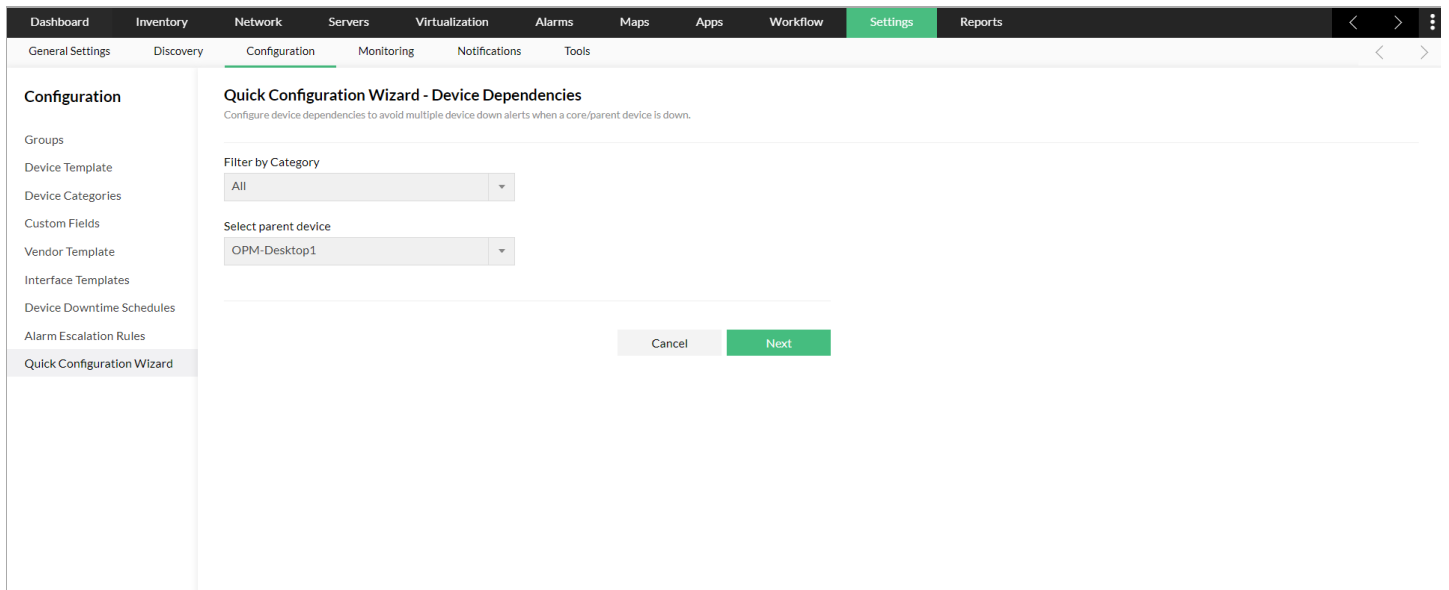 Dashboard Inventory Network Servers Virtualization Alarms Maps Apps Workflow Settings Reports
General Settings Discovery Configuration Monitoring Notifications Tools
Configuration
Groups
Device Template
Device Categories
Custom Fields
Vendor Template
Interface Templates
Device Downtime Schedules
Alarm Escalation Rules
Quick Configuration Wizard
Quick Configuration Wizard - Device Dependencies
Configure device dependencies to avoid multiple device down alerts when a core/parent device is down.
Filter by Category
All
Select parent device
OPM-Desktop1
Cancel Next